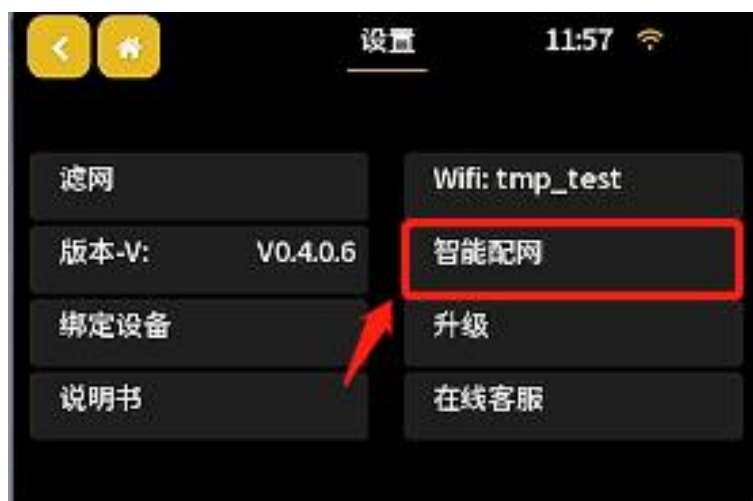 设置 11:57
滤网
Wifi: tmp_test
版本-V: V0.4.0.6
智能配网
绑定设备
升级
说明书
在线客服